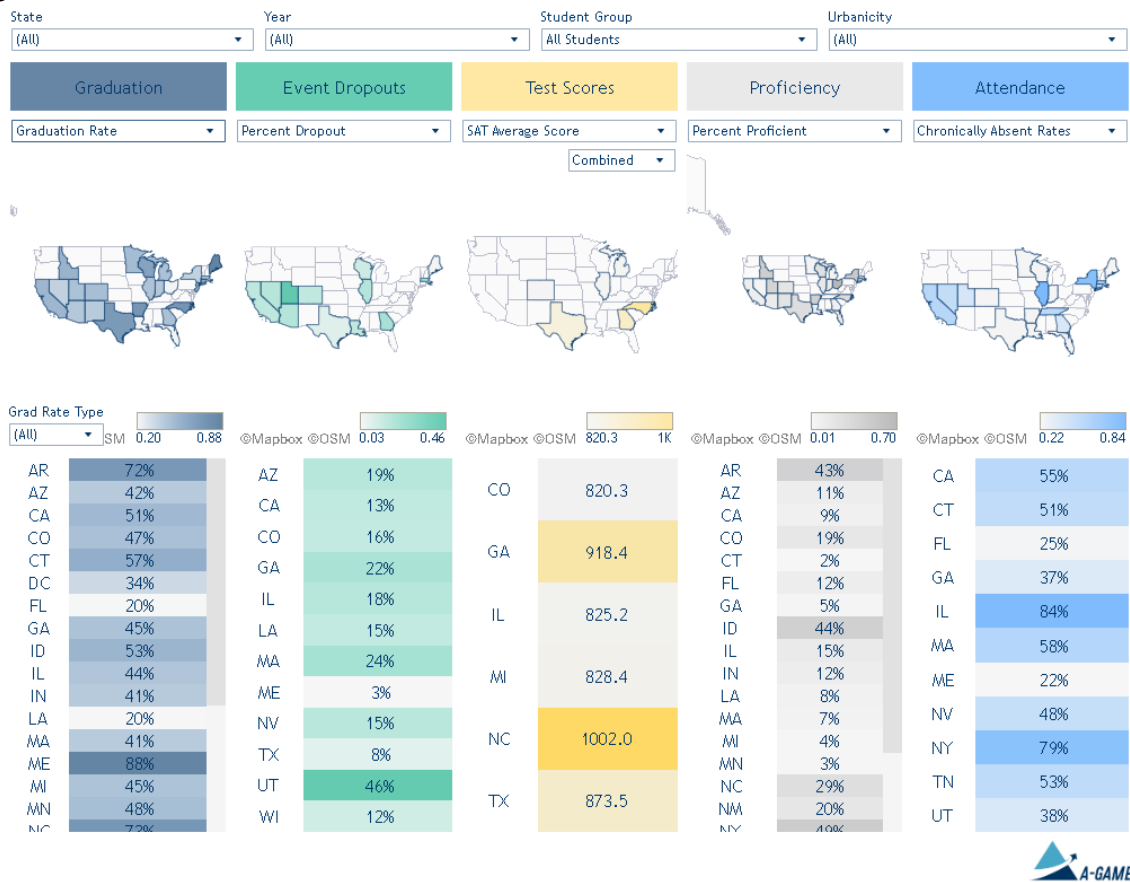 State Year Student Group Urbanicity
(All) (All) All Students (All)
Graduation Event Dropouts Test Scores Proficiency Attendance
Graduation Rate Percent Dropout SAT Average Score Percent Proficient Chronically Absent Rates
Combined
Grad Rate Type
(All) SM 0.20 0.88 ©Mapbox ©OSM 0.03 0.46 ©Mapbox ©OSM 820.3 1K ©Mapbox ©OSM 0.01 0.70 ©Mapbox ©OSM 0.22 0.84
AR 72%
AZ 42%
CA 51%
CO 47%
CT 57%
DC 34%
FL 20%
GA 45%
ID 53%
IL 44%
IN 41%
LA 20%
MA 41%
ME 88%
MI 45%
MN 48%
NC 73%
AZ 19%
CA 13%
CO 16%
GA 22%
IL 18%
LA 15%
MA 24%
ME 3%
NV 15%
TX 8%
UT 46%
WI 12%
CO 820.3
GA 918.4
IL 825.2
MI 828.4
NC 1002.0
TX 873.5
AR 43%
AZ 11%
CA 9%
CO 19%
CT 2%
FL 12%
GA 5%
ID 44%
IL 15%
IN 12%
LA 8%
MA 7%
MI 4%
MN 3%
NC 29%
NM 20%
NY 49%
CA 55%
CT 51%
FL 25%
GA 37%
IL 84%
MA 58%
ME 22%
NV 48%
NY 79%
TN 53%
UT 38%
A-GAME